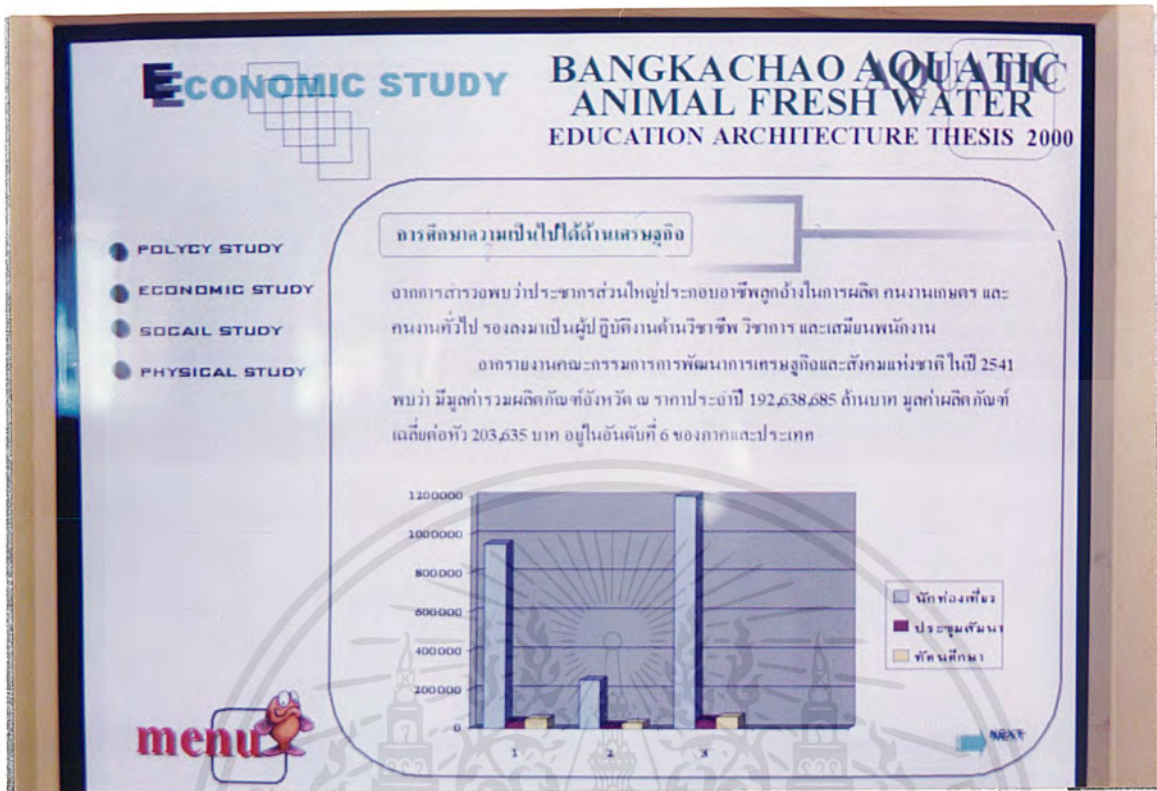 ECONOMIC STUDY
BANGKACHAO AQUATIC
ANIMAL FRESH WATER
EDUCATION ARCHITECTURE THESIS 2000
POLYCY STUDY
ECONOMIC STUDY
SOCAIL STUDY
PHYSICAL STUDY
การศึกษาความเป็นไปได้ด้านเศรษฐกิจ
จากการสำรวจพบว่าประชากรส่วนใหญ่ประกอบอาชีพลูกจ้างในการผลิต คนงานเกษตร และ
คนงานทั่วไป รองลงมาเป็นผู้ปฏิบัติงานด้านวิชาชีพ วิชาการ และเสมียนพนักงาน
จากรายงานคณะกรรมการการพัฒนาการเศรษฐกิจและสังคมแห่งชาติ ในปี 2541
พบว่า มีมูลค่ารวมผลิตภัณฑ์จังหวัด ณ ราคาประจำปี 192,638,685 ล้านบาท มูลค่าผลิตภัณฑ์
เฉลี่ยต่อหัว 203,635 บาท อยู่ในอันดับที่ 6 ของภาคและประเทศ
1200000
1000000
800000
600000
400000
200000
0
1 2 3
นักท่องเที่ยว
ประชุมสัมนา
ทัศนศึกษา
menu
NEXT